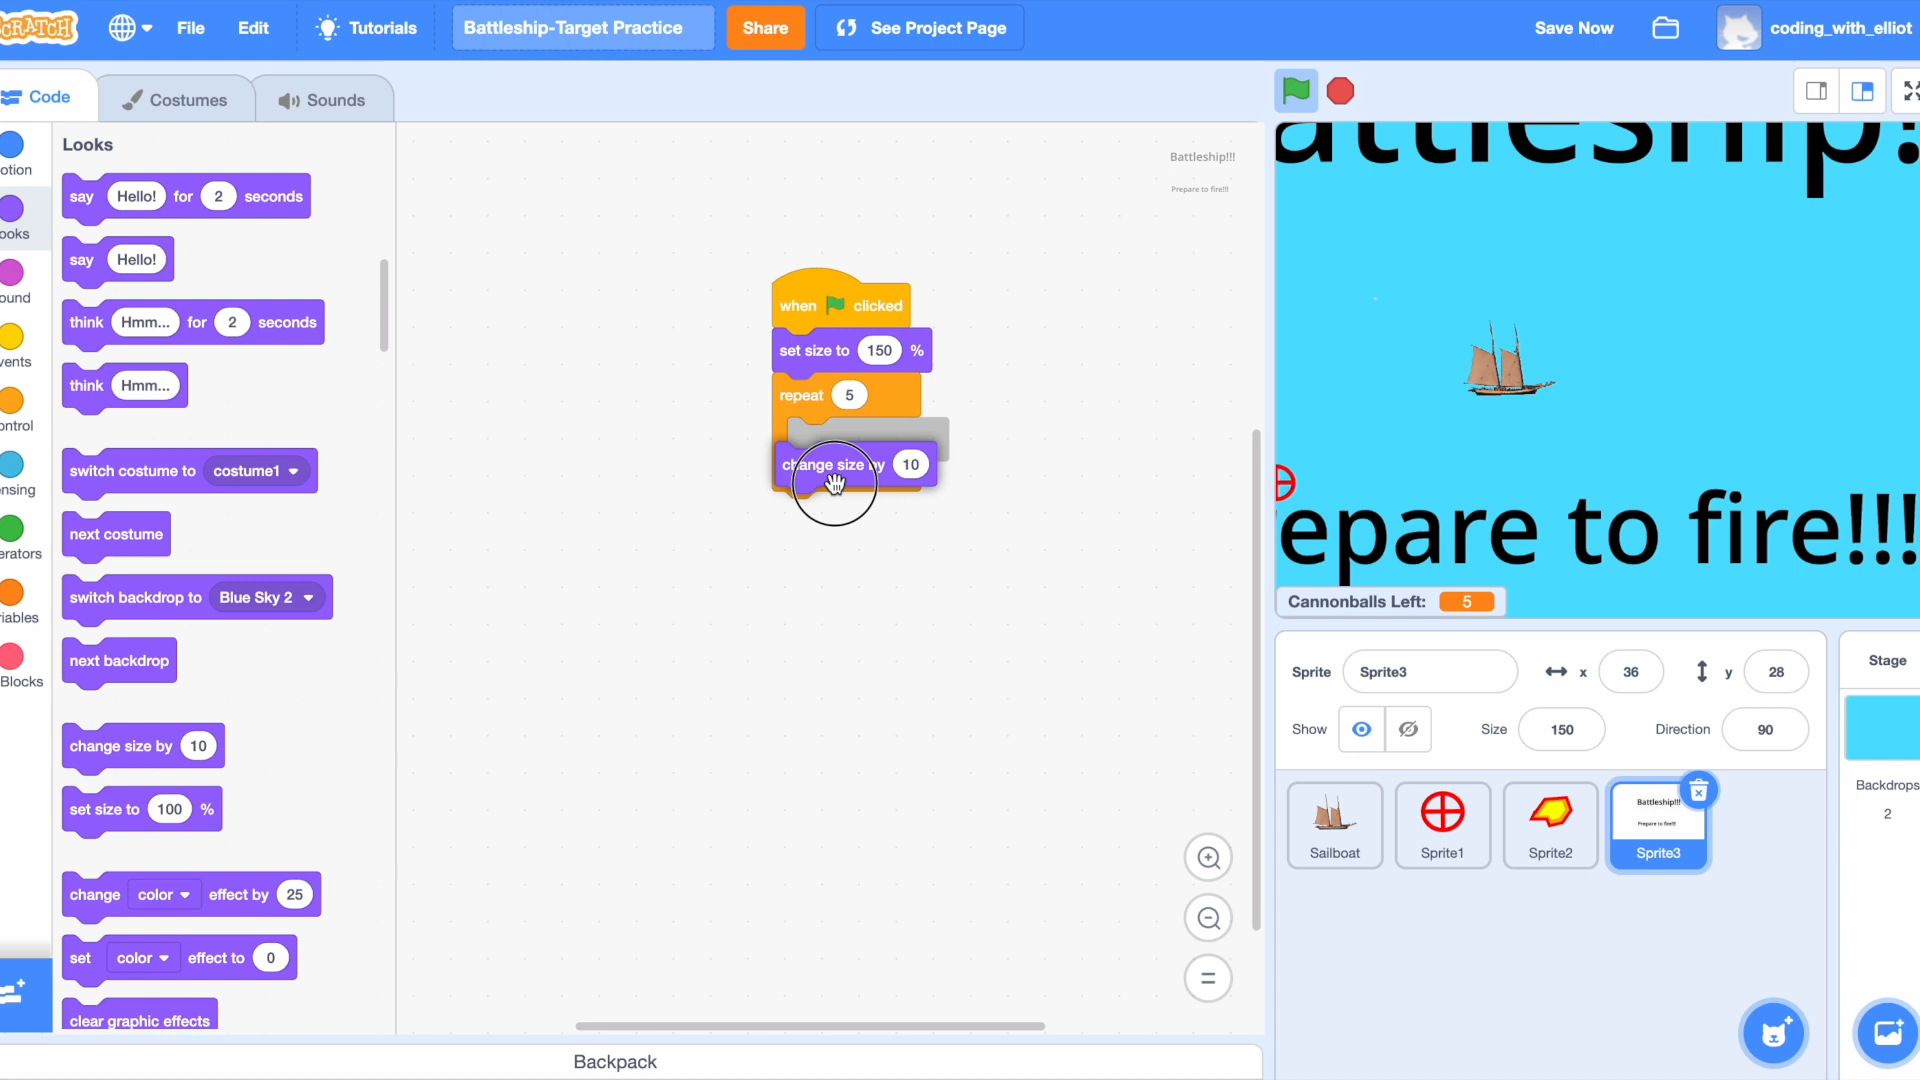 SCRATCH
File
Edit
Tutorials
Battleship-Target Practice
Share
See Project Page
Save Now
coding_with_elliot
Code
Costumes
Sounds
otion
ooks
ound
vents
ontrol
ensing
erators
riables
Blocks
Looks
say Hello! for 2 seconds
say Hello!
think Hmm... for 2 seconds
think Hmm...
switch costume to costume1
next costume
switch backdrop to Blue Sky 2
next backdrop
change size by 10
set size to 100 %
change color effect by 25
set color effect to 0
clear graphic effects
Battleship!!!
Prepare to fire!!!
when clicked
set size to 150 %
repeat 5
change size by 10
Backpack
attleship!
epare to fire!!!
Cannonballs Left: 5
Sprite Sprite3 x 36 y 28
Show Size 150 Direction 90
Sailboat
Sprite1
Sprite2
Battleship!!!
Prepare to fire!!!
Sprite3
Stage
Backdrops
2